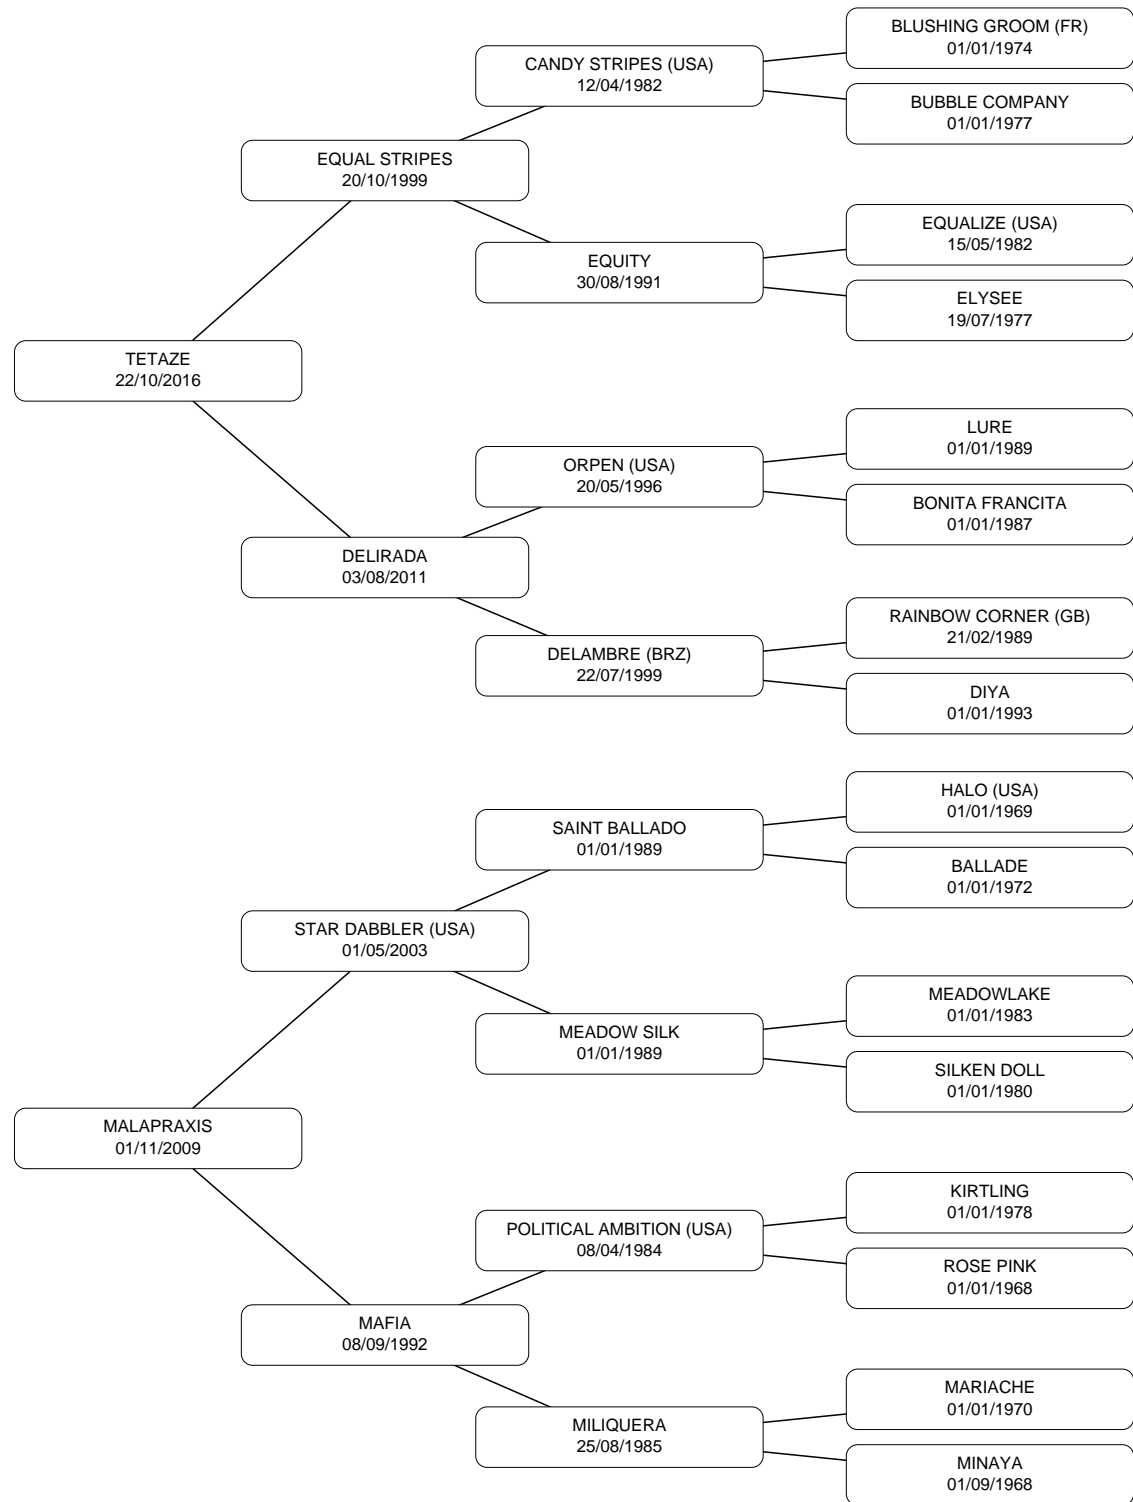 BLUSHING GROOM (FR)
01/01/1974
CANDY STRIPES (USA)
12/04/1982
BUBBLE COMPANY
01/01/1977
EQUAL STRIPES
20/10/1999
EQUALIZE (USA)
15/05/1982
EQUITY
30/08/1991
ELYSEE
19/07/1977
TETAZE
22/10/2016
LURE
01/01/1989
ORPEN (USA)
20/05/1996
BONITA FRANCITA
01/01/1987
DELIRADA
03/08/2011
RAINBOW CORNER (GB)
21/02/1989
DELAMBRE (BRZ)
22/07/1999
DIYA
01/01/1993
HALO (USA)
01/01/1969
SAINT BALLADO
01/01/1989
BALLADE
01/01/1972
STAR DABBLER (USA)
01/05/2003
MEADOWLAKE
01/01/1983
MEADOW SILK
01/01/1989
SILKEN DOLL
01/01/1980
MALAPRAXIS
01/11/2009
KIRTLING
01/01/1978
POLITICAL AMBITION (USA)
08/04/1984
ROSE PINK
01/01/1968
MAFIA
08/09/1992
MARIACHE
01/01/1970
MILIQUERA
25/08/1985
MINAYA
01/09/1968